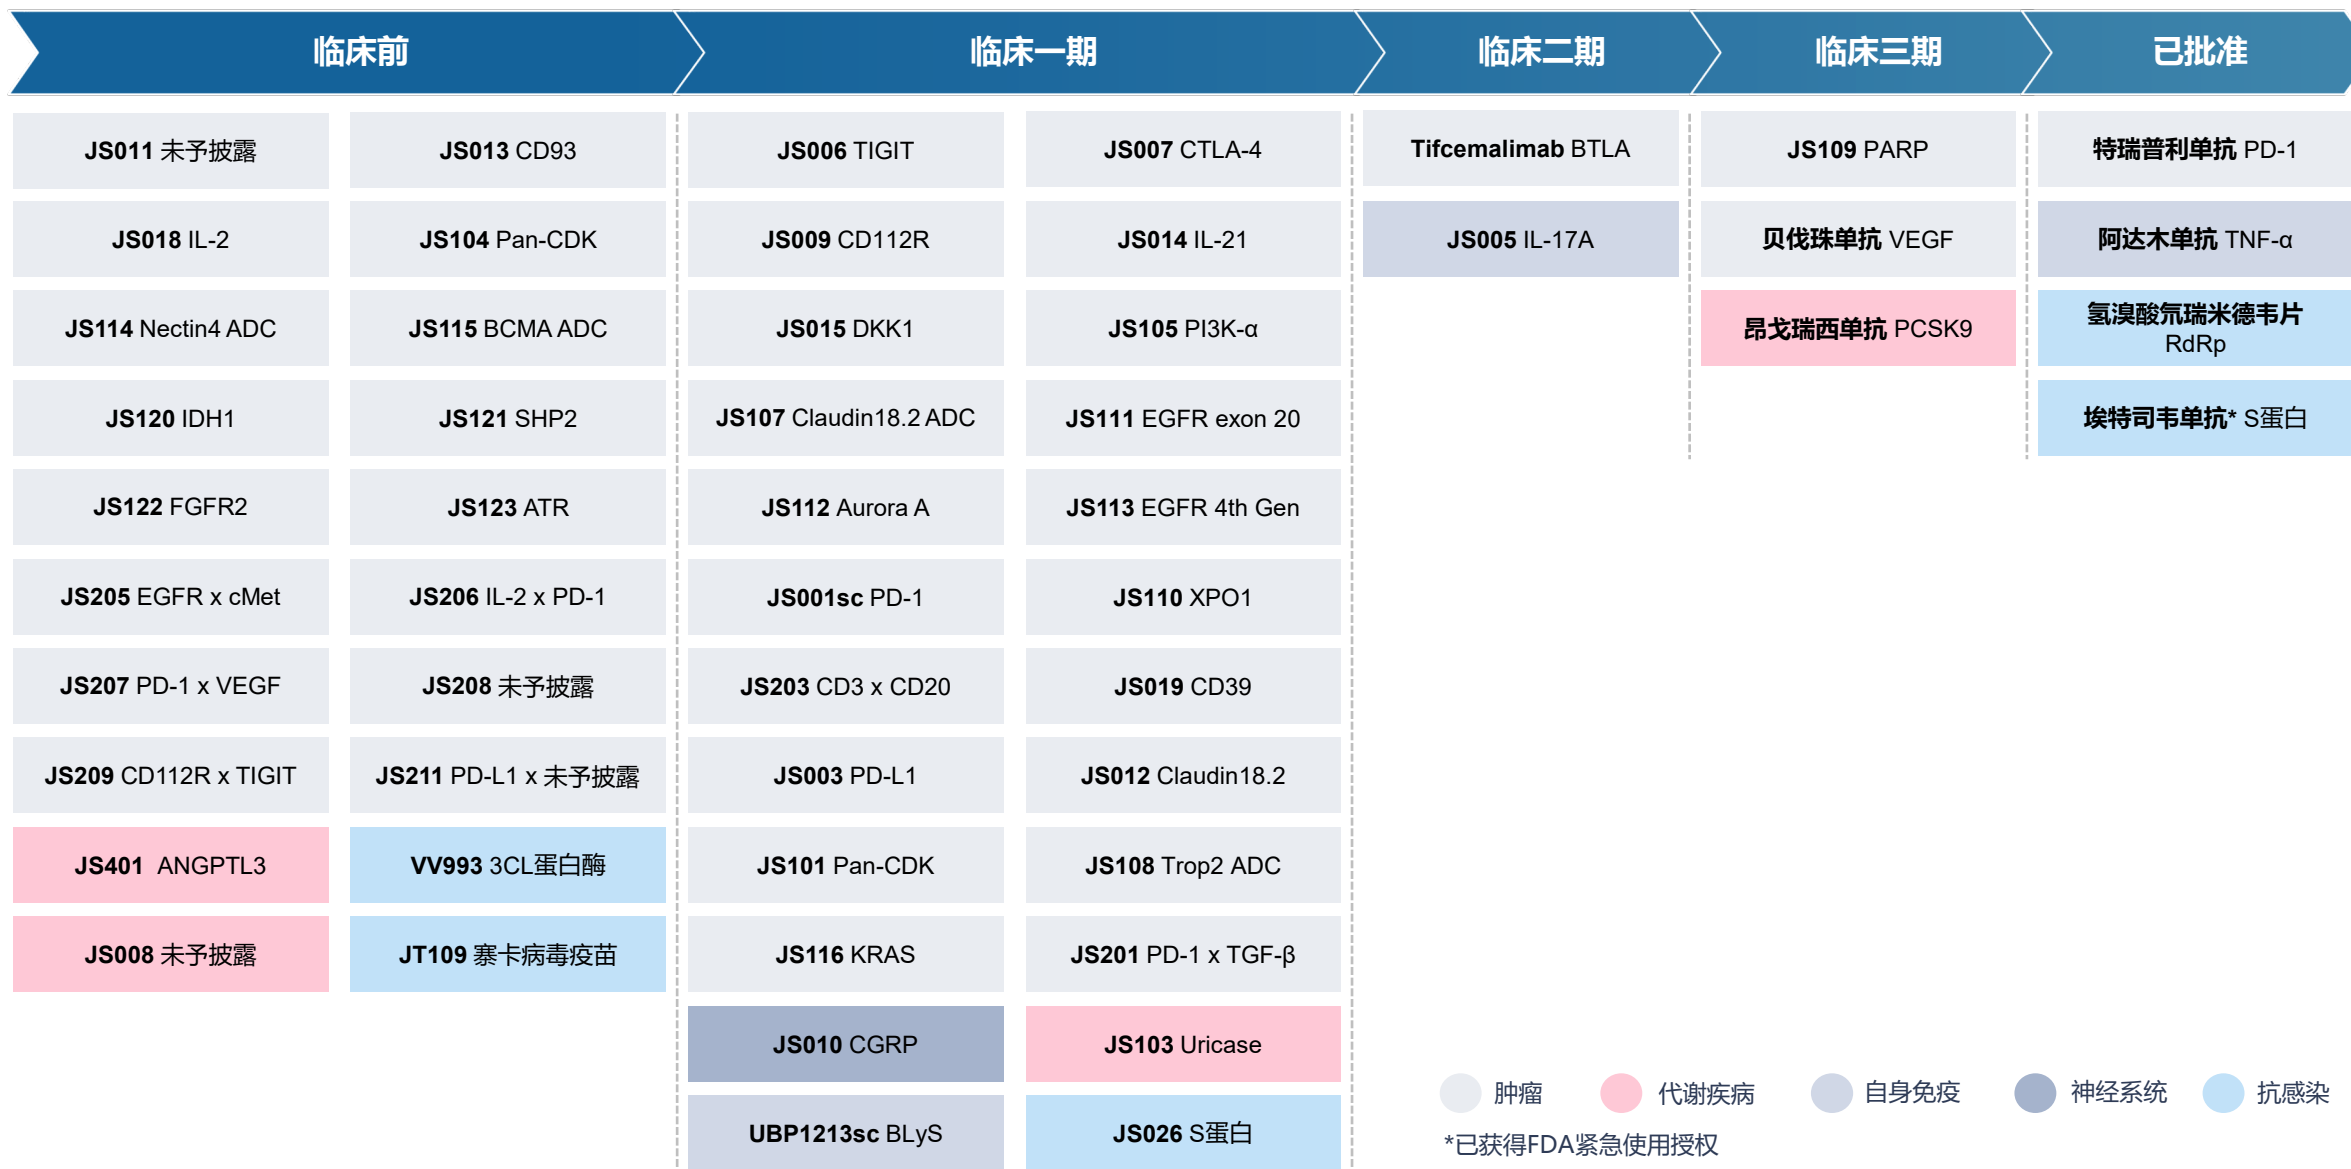 临床前
临床一期
临床二期
临床三期
已批准
JS011 未予披露
JS013 CD93
JS006 TIGIT
JS007 CTLA-4
Tifcemalimab BTLA
JS109 PARP
特瑞普利单抗 PD-1
JS018 IL-2
JS104 Pan-CDK
JS009 CD112R
JS014 IL-21
JS005 IL-17A
贝伐珠单抗 VEGF
阿达木单抗 TNF-α
JS114 Nectin4 ADC
JS115 BCMA ADC
JS015 DKK1
JS105 PI3K-α
昂戈瑞西单抗 PCSK9
氢溴酸氘瑞米德韦片
RdRp
JS120 IDH1
JS121 SHP2
JS107 Claudin18.2 ADC
JS111 EGFR exon 20
埃特司韦单抗* S蛋白
JS122 FGFR2
JS123 ATR
JS112 Aurora A
JS113 EGFR 4th Gen
JS205 EGFR x cMet
JS206 IL-2 x PD-1
JS001sc PD-1
JS110 XPO1
JS207 PD-1 x VEGF
JS208 未予披露
JS203 CD3 x CD20
JS019 CD39
JS209 CD112R x TIGIT
JS211 PD-L1 x 未予披露
JS003 PD-L1
JS012 Claudin18.2
JS401 ANGPTL3
VV993 3CL蛋白酶
JS101 Pan-CDK
JS108 Trop2 ADC
JS008 未予披露
JT109 寨卡病毒疫苗
JS116 KRAS
JS201 PD-1 x TGF-β
JS010 CGRP
JS103 Uricase
UBP1213sc BLyS
JS026 S蛋白
肿瘤
代谢疾病
自身免疫
神经系统
抗感染
*已获得FDA紧急使用授权